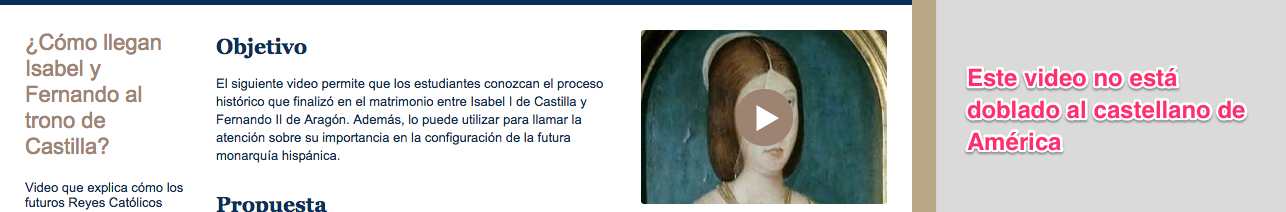 ¿Cómo llegan
Isabel y
Fernando al
trono de
Castilla?
Video que explica cómo los
futuros Reyes Católicos
Objetivo
El siguiente video permite que los estudiantes conozcan el proceso
histórico que finalizó en el matrimonio entre Isabel I de Castilla y
Fernando II de Aragón. Además, lo puede utilizar para llamar la
atención sobre su importancia en la configuración de la futura
monarquía hispánica.
Propuesta
Este video no está
doblado al castellano de
América